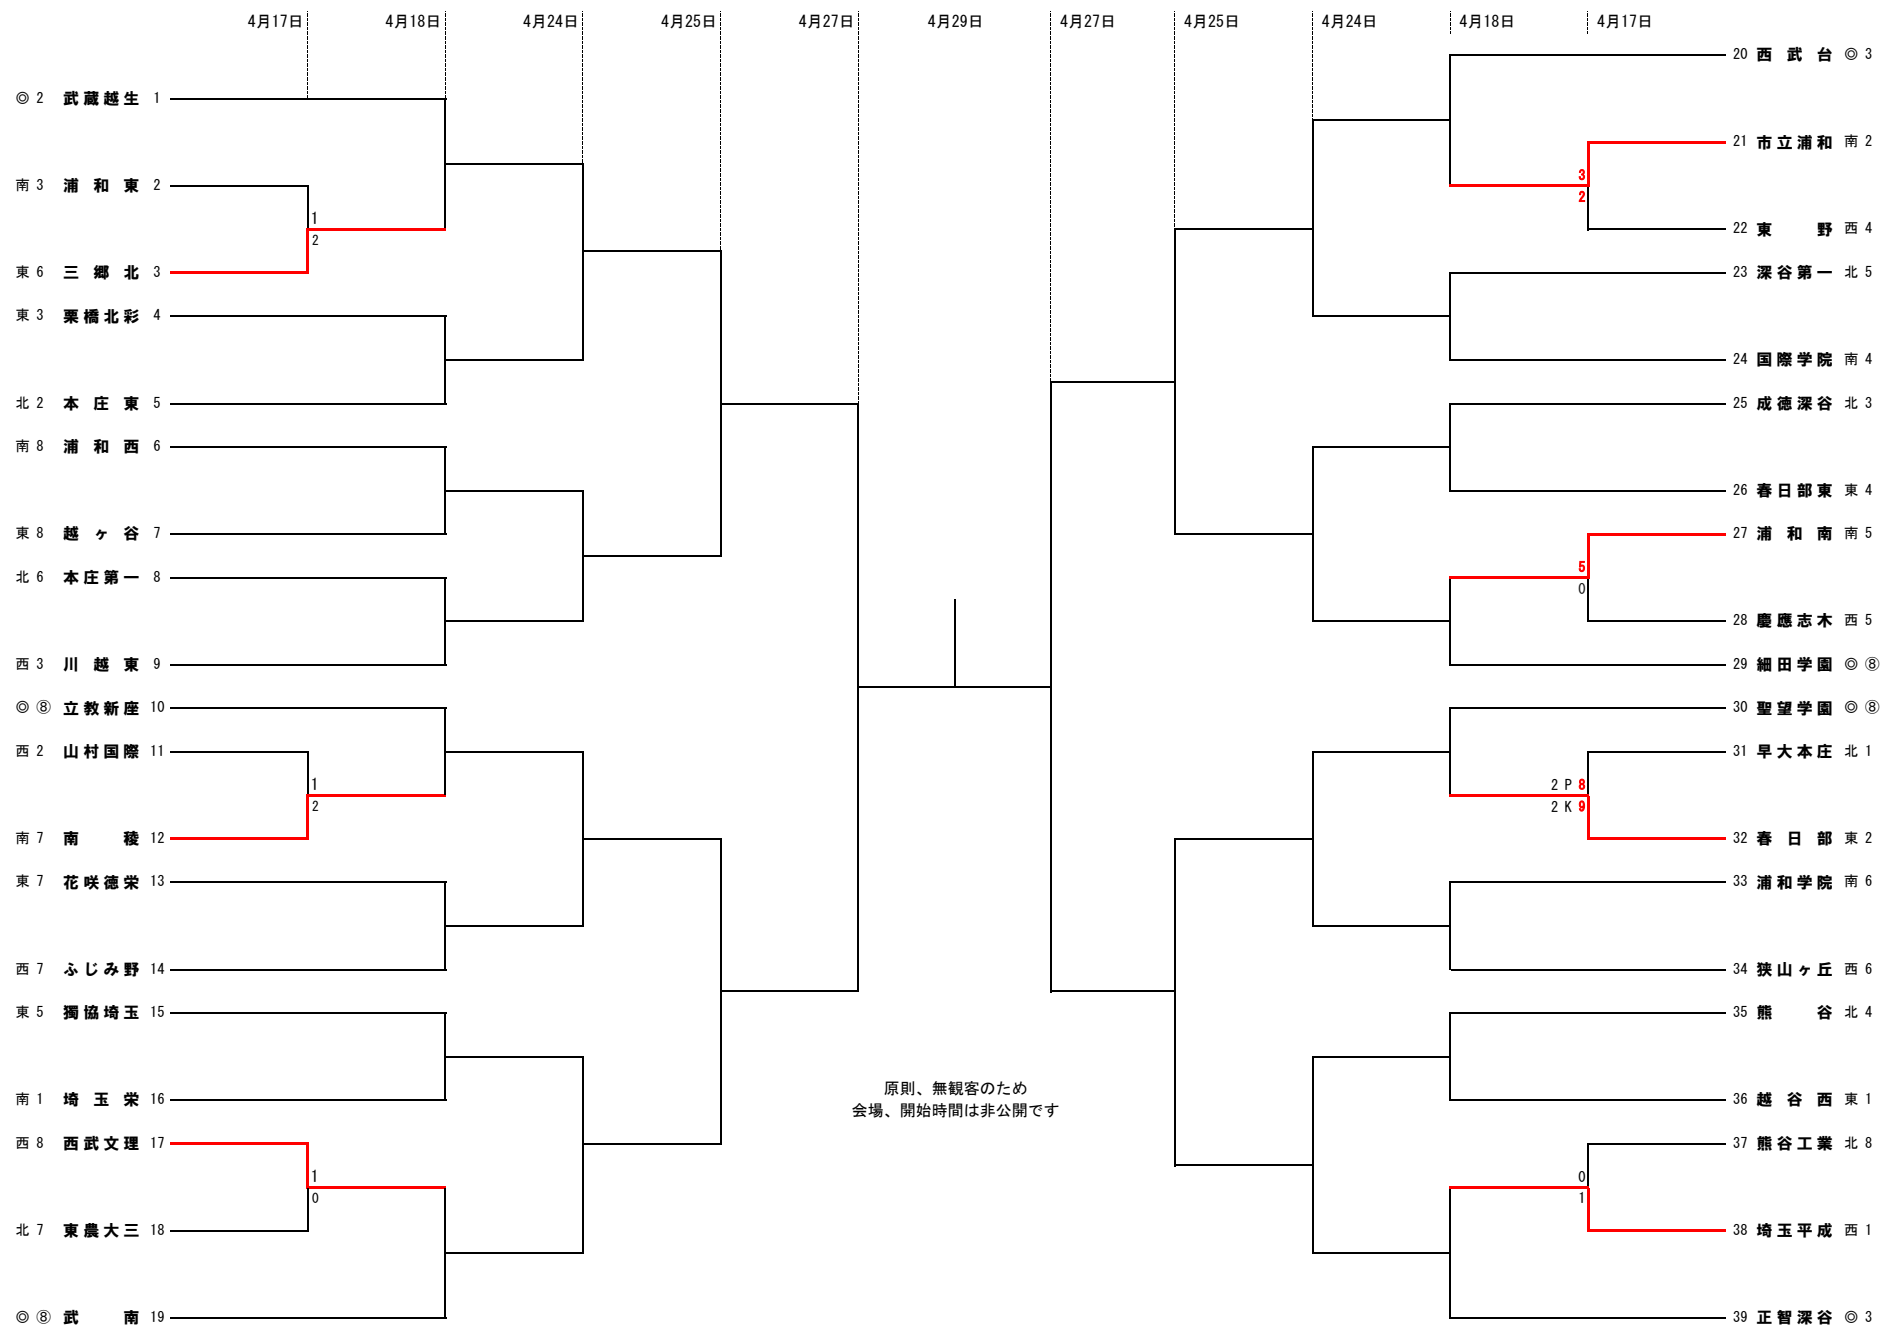 4月17日 4月18日 4月24日 4月25日 4月27日 4月29日 4月27日 4月25日 4月24日 4月18日 4月17日
◎ 2 武蔵越生 1
南 3 浦和東 2
1
2
東 6 三郷北 3
東 3 栗橋北彩 4
北 2 本庄東 5
南 8 浦和西 6
東 8 越ヶ谷 7
北 6 本庄第一 8
西 3 川越東 9
◎ ⑧ 立教新座 10
西 2 山村国際 11
1
2
南 7 南稜 12
東 7 花咲徳栄 13
西 7 ふじみ野 14
東 5 獨協埼玉 15
南 1 埼玉栄 16
西 8 西武文理 17
1
0
北 7 東農大三 18
◎ ⑧ 武南 19
原則、無観客のため
会場、開始時間は非公開です
20 西武台 ◎ 3
21 市立浦和 南 2
3
2
22 東野 西 4
23 深谷第一 北 5
24 国際学院 南 4
25 成徳深谷 北 3
26 春日部東 東 4
27 浦和南 南 5
5
0
28 慶應志木 西 5
29 細田学園 ◎ ⑧
30 聖望学園 ◎ ⑧
31 早大本庄 北 1
2 P 8
2 K 9
32 春日部 東 2
33 浦和学院 南 6
34 狭山ヶ丘 西 6
35 熊谷 北 4
36 越谷西 東 1
37 熊谷工業 北 8
0
1
38 埼玉平成 西 1
39 正智深谷 ◎ 3